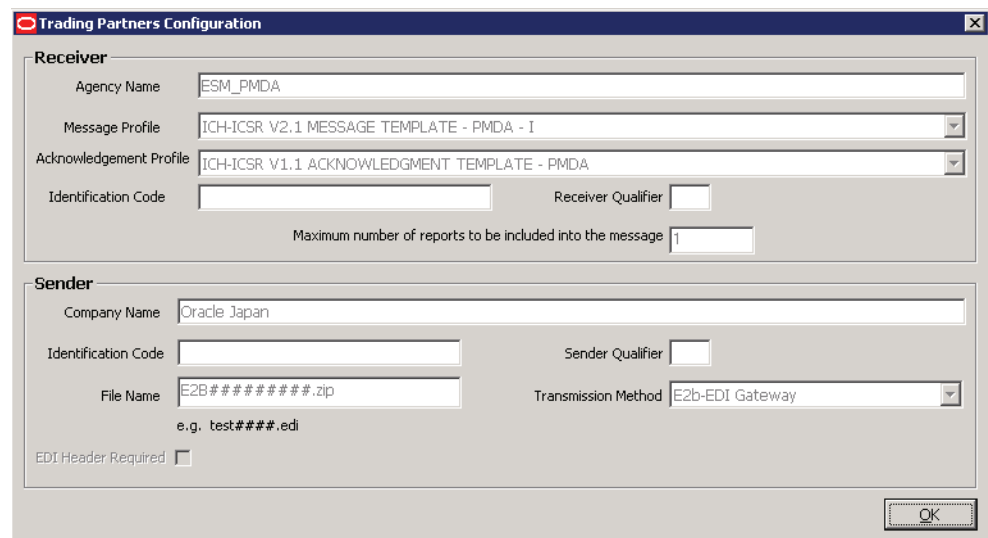 Trading Partners Configuration
Receiver
Agency Name ESM_PMDA
Message Profile ICH-ICSR V2.1 MESSAGE TEMPLATE - PMDA - I
Acknowledgement Profile ICH-ICSR V1.1 ACKNOWLEDGMENT TEMPLATE - PMDA
Identification Code Receiver Qualifier
Maximum number of reports to be included into the message 1
Sender
Company Name Oracle Japan
Identification Code Sender Qualifier
File Name E2B#########.zip Transmission Method E2b-EDI Gateway
e.g. test####.edi
EDI Header Required
OK